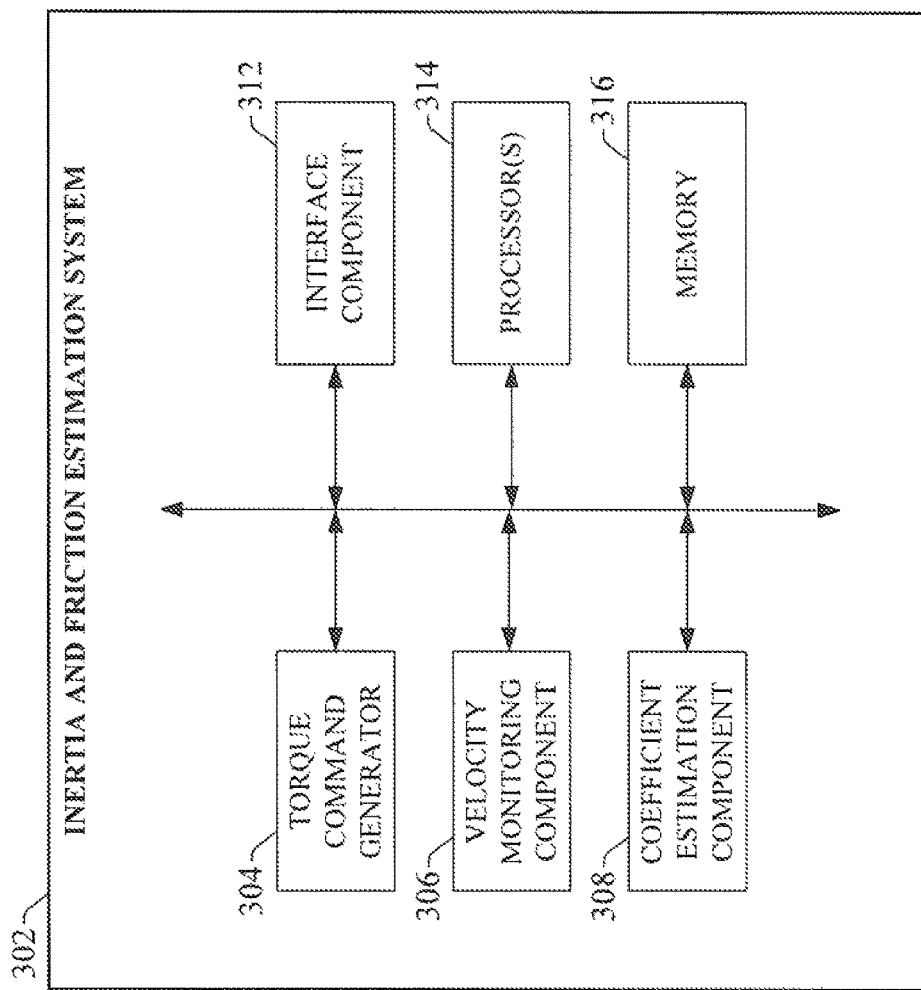 302
INERTIA AND FRICTION ESTIMATION SYSTEM
304
TORQUE
COMMAND
GENERATOR
312
INTERFACE
COMPONENT
306
VELOCITY
MONITORING
COMPONENT
314
PROCESSOR(S)
308
COEFFICIENT
ESTIMATION
COMPONENT
316
MEMORY